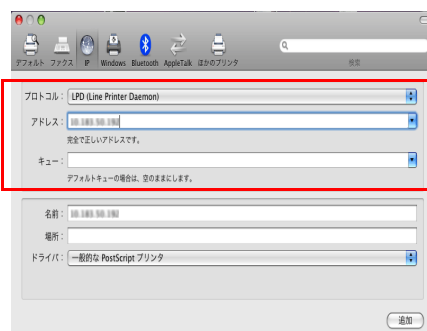 デフォルト ファクス IP Windows Bluetooth AppleTalk ほかのプリンタ 検索
プロトコル： LPD (Line Printer Daemon)
アドレス：
完全で正しいアドレスです。
キュー：
デフォルトキューの場合は、空のままにします。
名前：
場所：
ドライバ： 一般的な PostScript プリンタ
追加